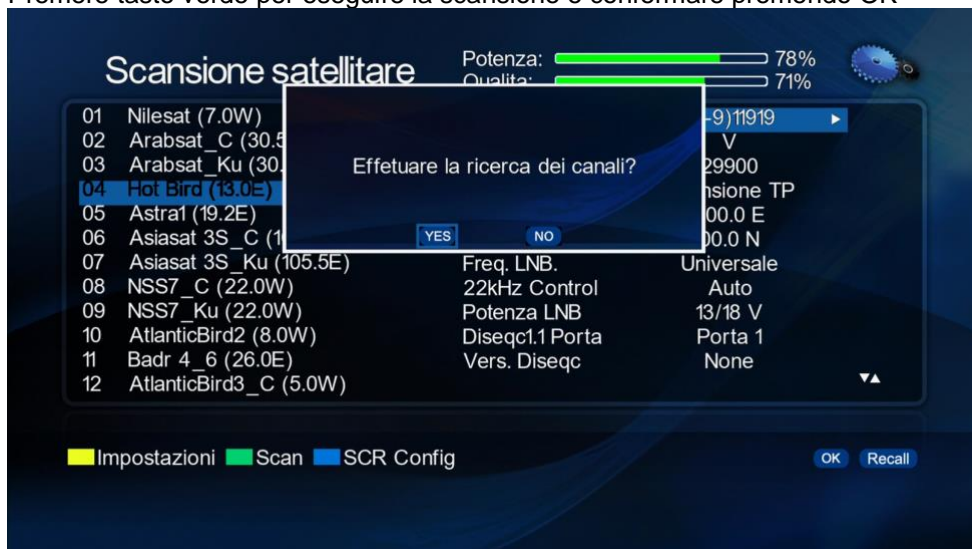 Premere tasto verde per eseguire la scansione e confermare premendo OK
Scansione satellitare
Potenza: 78%
Qualita: 71%
01 Nilesat (7.0W) -9)11919
02 Arabsat_C (30.5 V
03 Arabsat_Ku (30. 29900
04 Hot Bird (13.0E) nsione TP
05 Astra1 (19.2E) 00.0 E
06 Asiasat 3S_C (1 00.0 N
Effetuare la ricerca dei canali?
YES NO
07 Asiasat 3S_Ku (105.5E) Freq. LNB. Universale
08 NSS7_C (22.0W) 22kHz Control Auto
09 NSS7_Ku (22.0W) Potenza LNB 13/18 V
10 AtlanticBird2 (8.0W) Diseqc1.1 Porta Porta 1
11 Badr 4_6 (26.0E) Vers. Diseqc None
12 AtlanticBird3_C (5.0W)
Impostazioni Scan SCR Config OK Recall